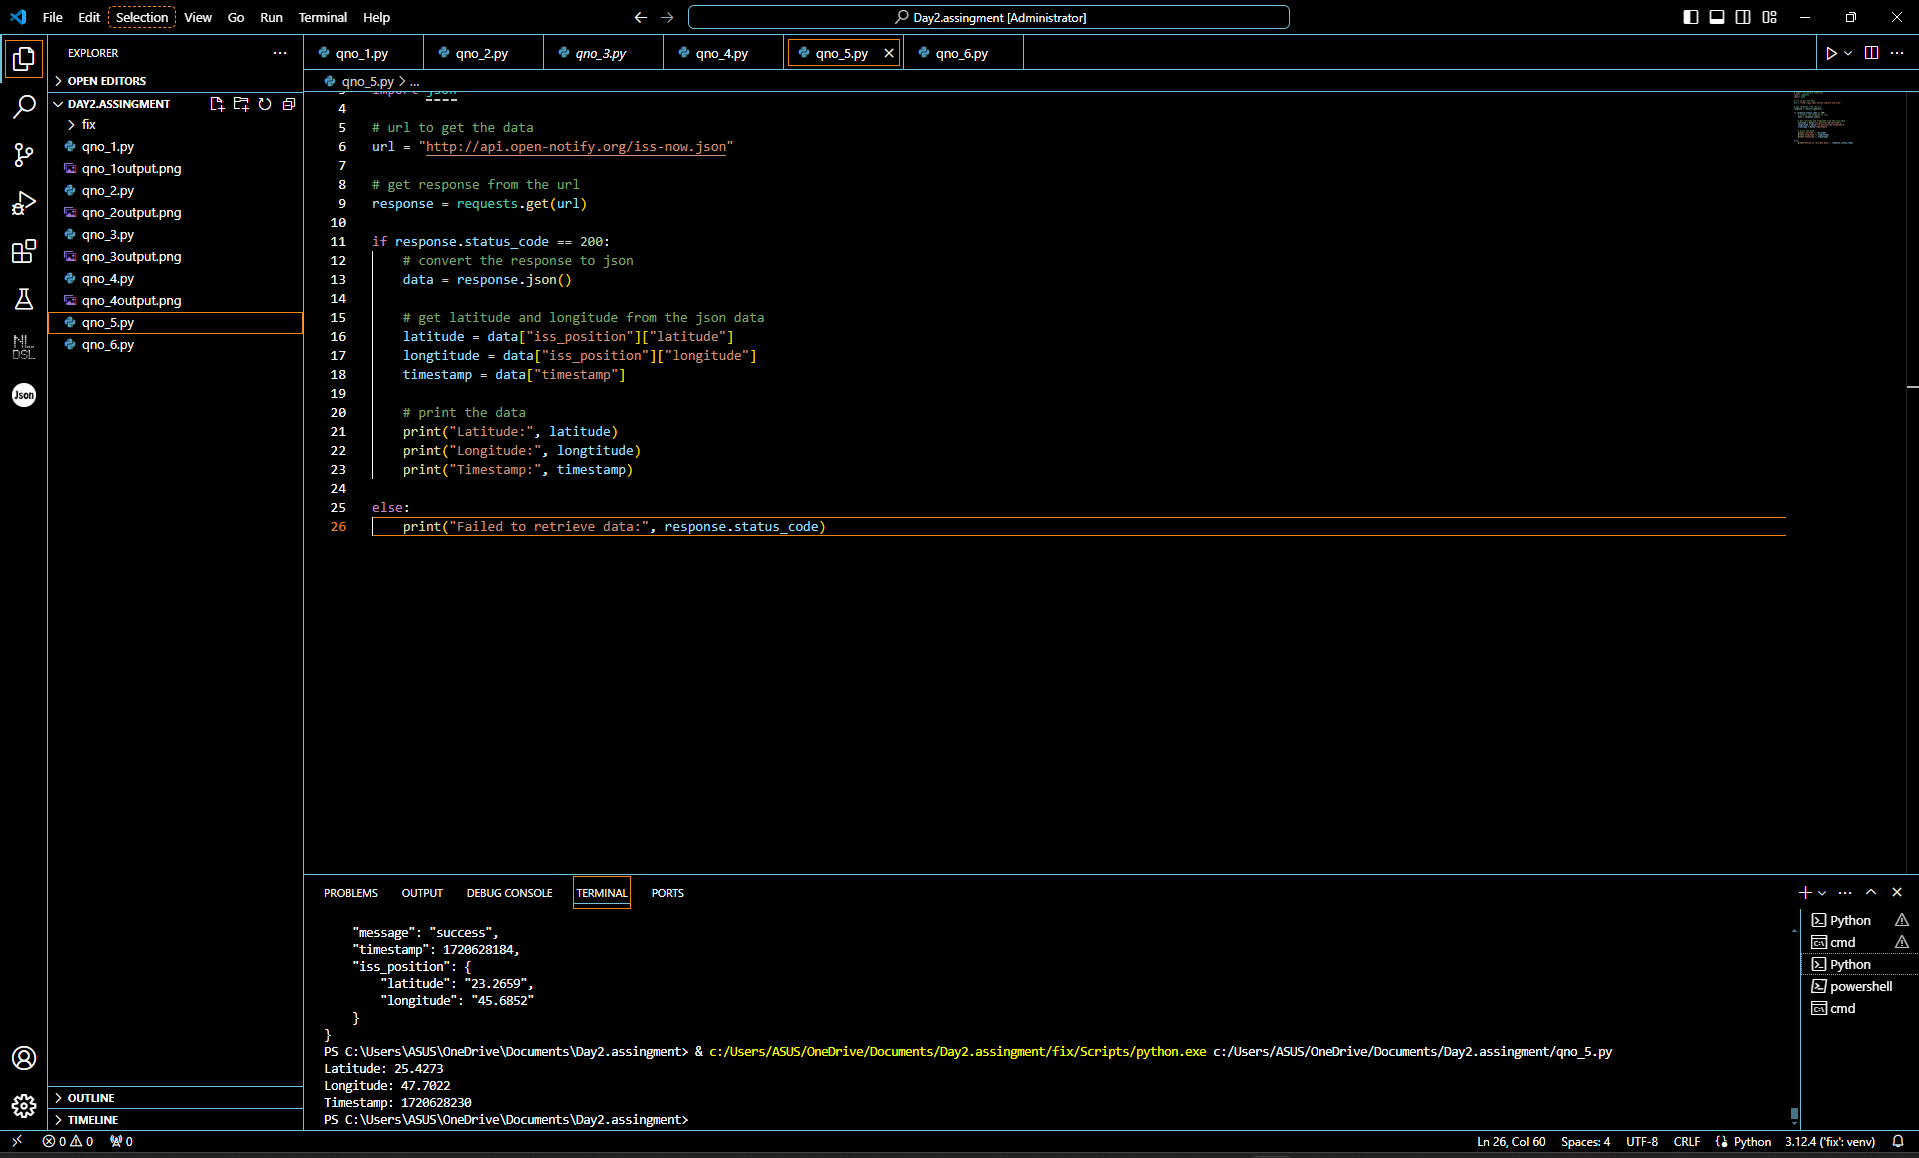 File Edit Selection View Go Run Terminal Help
Day2.assingment [Administrator]
EXPLORER
OPEN EDITORS
DAY2.ASSINGMENT
fix
qno_1.py
qno_1output.png
qno_2.py
qno_2output.png
qno_3.py
qno_3output.png
qno_4.py
qno_4output.png
qno_5.py
qno_6.py
OUTLINE
TIMELINE
Json
NL
DSL
qno_1.py qno_2.py qno_3.py qno_4.py qno_5.py qno_6.py
qno_5.py > ...
3 import json
4
5 # url to get the data
6 url = "http://api.open-notify.org/iss-now.json"
7
8 # get response from the url
9 response = requests.get(url)
10
11 if response.status_code == 200:
12     # convert the response to json
13     data = response.json()
14
15     # get latitude and longitude from the json data
16     latitude = data["iss_position"]["latitude"]
17     longtitude = data["iss_position"]["longitude"]
18     timestamp = data["timestamp"]
19
20     # print the data
21     print("Latitude:", latitude)
22     print("Longitude:", longtitude)
23     print("Timestamp:", timestamp)
24
25 else:
26     print("Failed to retrieve data:", response.status_code)
PROBLEMS OUTPUT DEBUG CONSOLE TERMINAL PORTS
    "message": "success",
    "timestamp": 1720628184,
    "iss_position": {
        "latitude": "23.2659",
        "longitude": "45.6852"
    }
}
PS C:\Users\ASUS\OneDrive\Documents\Day2.assingment> & c:/Users/ASUS/OneDrive/Documents/Day2.assingment/fix/Scripts/python.exe c:/Users/ASUS/OneDrive/Documents/Day2.assingment/qno_5.py
Latitude: 25.4273
Longitude: 47.7022
Timestamp: 1720628230
PS C:\Users\ASUS\OneDrive\Documents\Day2.assingment>
Python
cmd
Python
powershell
cmd
0 0 0
Ln 26, Col 60 Spaces: 4 UTF-8 CRLF Python 3.12.4 ('fix': venv)